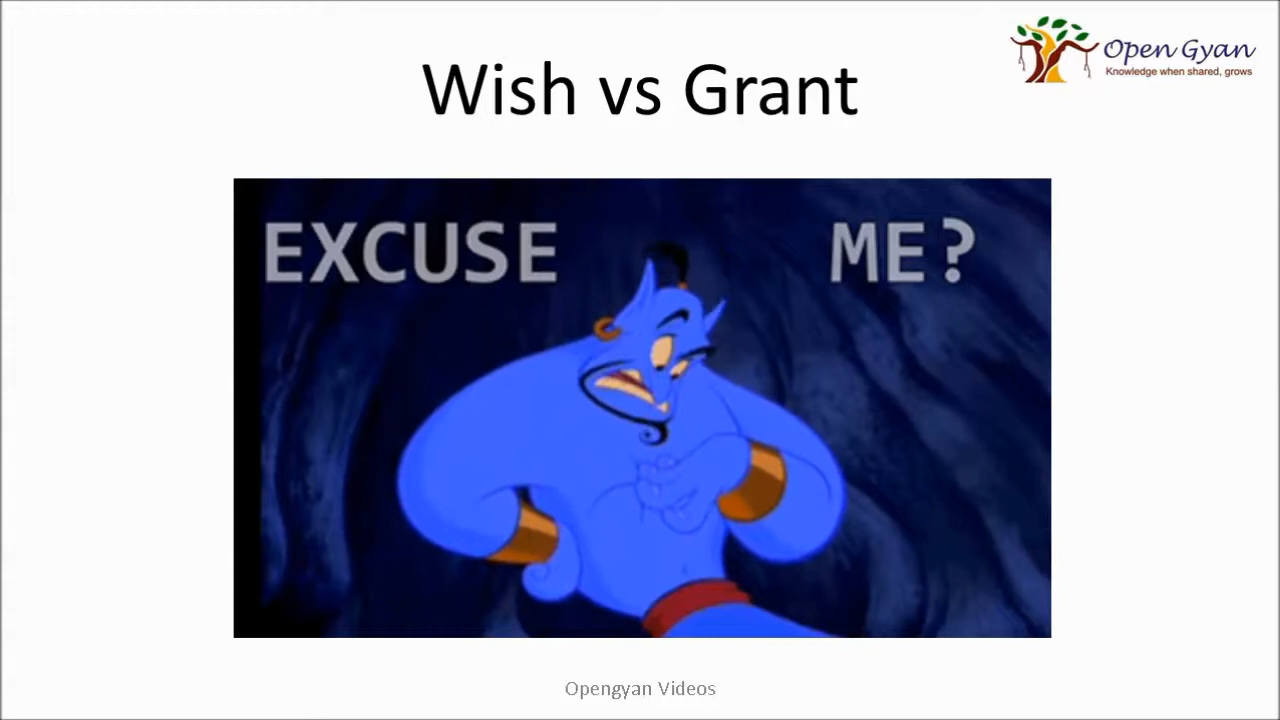 Wish vs Grant
Open Gyan
Knowledge when shared, grows
EXCUSE ME?
Opengyan Videos